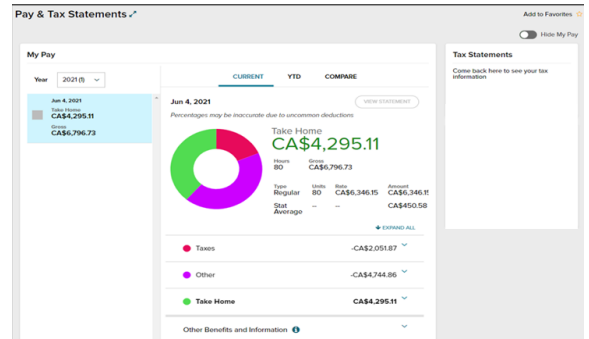 Pay & Tax Statements
Add to Favorites
Hide My Pay
My Pay
Tax Statements
Year
2021 (1)
CURRENT
YTD
COMPARE
Come back here to see your tax
information
Jun 4, 2021
Take Home
CA$4,295.11
Gross
CA$6,796.73
Jun 4, 2021
VIEW STATEMENT
Percentages may be inaccurate due to uncommon deductions
Take Home
CA$4,295.11
Hours
80
Gross
CA$6,796.73
Type
Units
Rate
Amount
Regular
80
CA$6,346.15
CA$6,346.15
Stat
Average
--
--
CA$450.58
EXPAND ALL
Taxes
-CA$2,051.87
Other
-CA$4,744.86
Take Home
CA$4,295.11
Other Benefits and Information